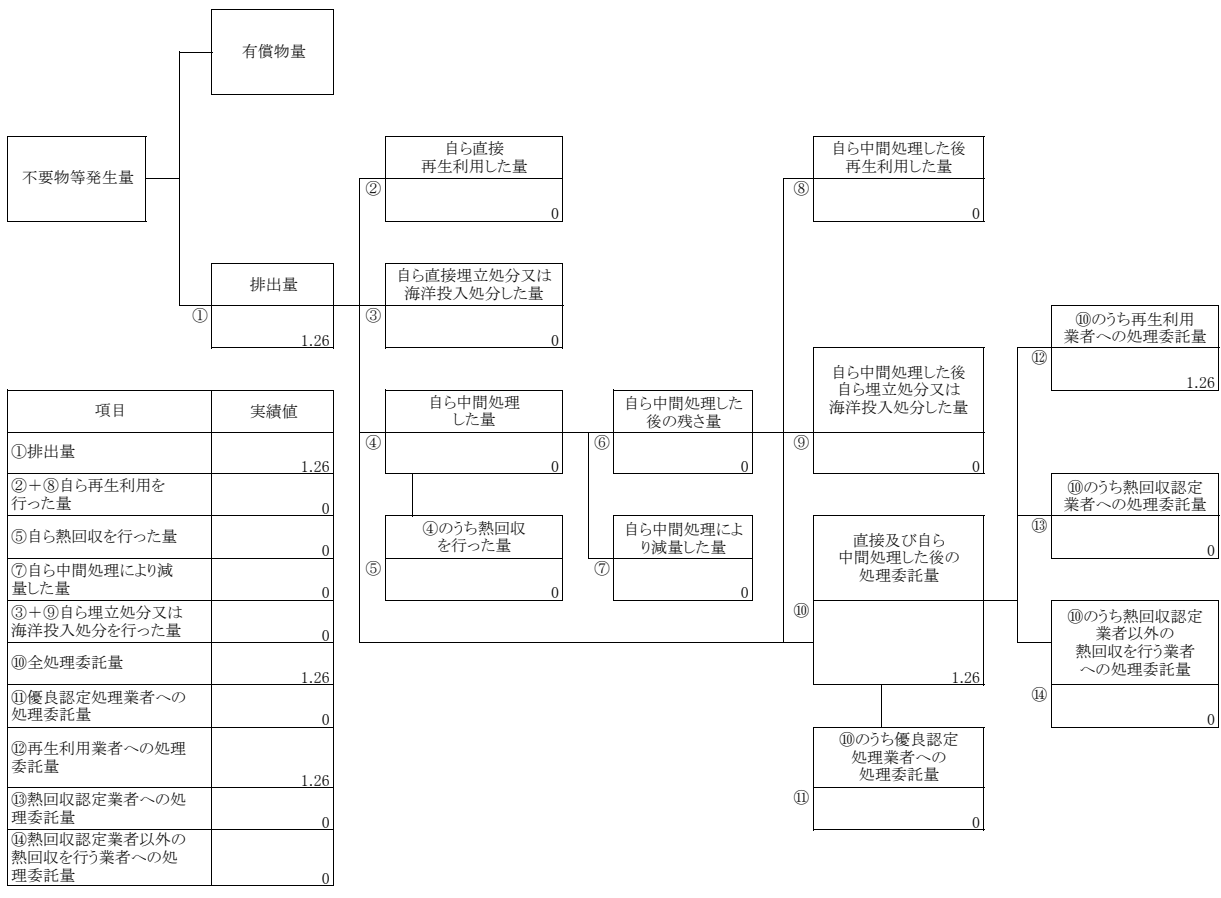 有償物量
不要物等発生量
自ら直接
再生利用した量
②
0
自ら中間処理した後
再生利用した量
⑧
0
排出量
①
1.26
自ら直接埋立処分又は
海洋投入処分した量
③
0
⑩のうち再生利用
業者への処理委託量
⑫
1.26
自ら中間処理
した量
④
0
自ら中間処理した
後の残さ量
⑥
0
自ら中間処理した後
自ら埋立処分又は
海洋投入処分した量
⑨
0
⑩のうち熱回収認定
業者への処理委託量
⑬
0
④のうち熱回収
を行った量
⑤
0
自ら中間処理によ
り減量した量
⑦
0
直接及び自ら
中間処理した後の
処理委託量
⑩
1.26
⑩のうち熱回収認定
業者以外の
熱回収を行う業者
への処理委託量
⑭
0
⑩のうち優良認定
処理業者への
処理委託量
⑪
0
項目 実績値
①排出量
1.26
②＋⑧自ら再生利用を
行った量
0
⑤自ら熱回収を行った量
0
⑦自ら中間処理により減
量した量
0
③＋⑨自ら埋立処分又は
海洋投入処分を行った量
0
⑩全処理委託量
1.26
⑪優良認定処理業者への
処理委託量
0
⑫再生利用業者への処理
委託量
1.26
⑬熱回収認定業者への処
理委託量
0
⑭熱回収認定業者以外の
熱回収を行う業者への処
理委託量
0